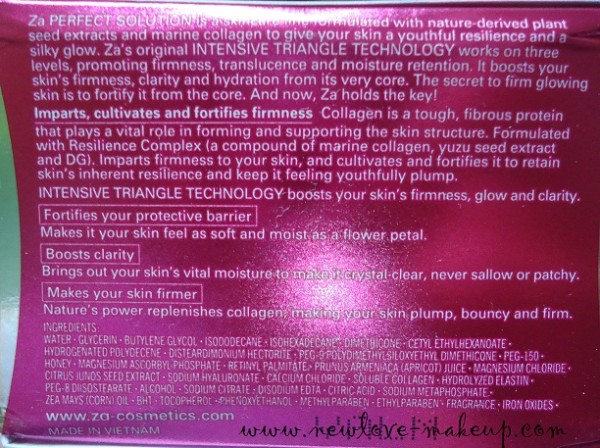 Za PERFECT SOLUTION is a skincare line formulated with nature-derived plant
seed extracts and marine collagen to give your skin a youthful resilience and a
silky glow. Za's original INTENSIVE TRIANGLE TECHNOLOGY works on three
levels, promoting firmness, translucence and moisture retention. It boosts your
skin's firmness, clarity and hydration from its very core. The secret to firm glowing
skin is to fortify it from the core. And now, Za holds the key!
Imparts, cultivates and fortifies firmness Collagen is a tough, fibrous protein
that plays a vital role in forming and supporting the skin structure. Formulated
with Resilience Complex (a compound of marine collagen, yuzu seed extract
and DG). Imparts firmness to your skin, and cultivates and fortifies it to retain
skin's inherent resilience and keep it feeling youthfully plump.
INTENSIVE TRIANGLE TECHNOLOGY boosts your skin's firmness, glow and clarity.
Fortifies your protective barrier
Makes it your skin feel as soft and moist as a flower petal.
Boosts clarity
Brings out your skin's vital moisture to make it crystal-clear, never sallow or patchy.
Makes your skin firmer
Nature's power replenishes collagen, making your skin plump, bouncy and firm.
INGREDIENTS:
WATER · GLYCERIN · BUTYLENE GLYCOL · ISODODECANE · ISOHEXADECANE · DIMETHICONE · CETYL ETHYLHEXANOATE ·
HYDROGENATED POLYDECENE · DISTEARDIMONIUM HECTORITE · PEG-9 POLYDIMETHYLSILOXYETHYL DIMETHICONE · PEG-150 ·
HONEY · MAGNESIUM ASCORBYL PHOSPHATE · RETINYL PALMITATE · PRUNUS ARMENIACA (APRICOT) JUICE · MAGNESIUM CHLORIDE ·
CITRUS JUNOS SEED EXTRACT · SODIUM HYALURONATE · CALCIUM CHLORIDE · SOLUBLE COLLAGEN · HYDROLYZED ELASTIN ·
PEG-8 DIISOSTEARATE · ALCOHOL · SODIUM CITRATE · DISODIUM EDTA · CITRIC ACID · SODIUM METAPHOSPHATE ·
ZEA MAYS (CORN) OIL · BHT · TOCOPHEROL · PHENOXYETHANOL · METHYLPARABEN · ETHYLPARABEN · FRAGRANCE · IRON OXIDES ·
www.za-cosmetics.com
MADE IN VIETNAM
www.newlovetmakeup.com